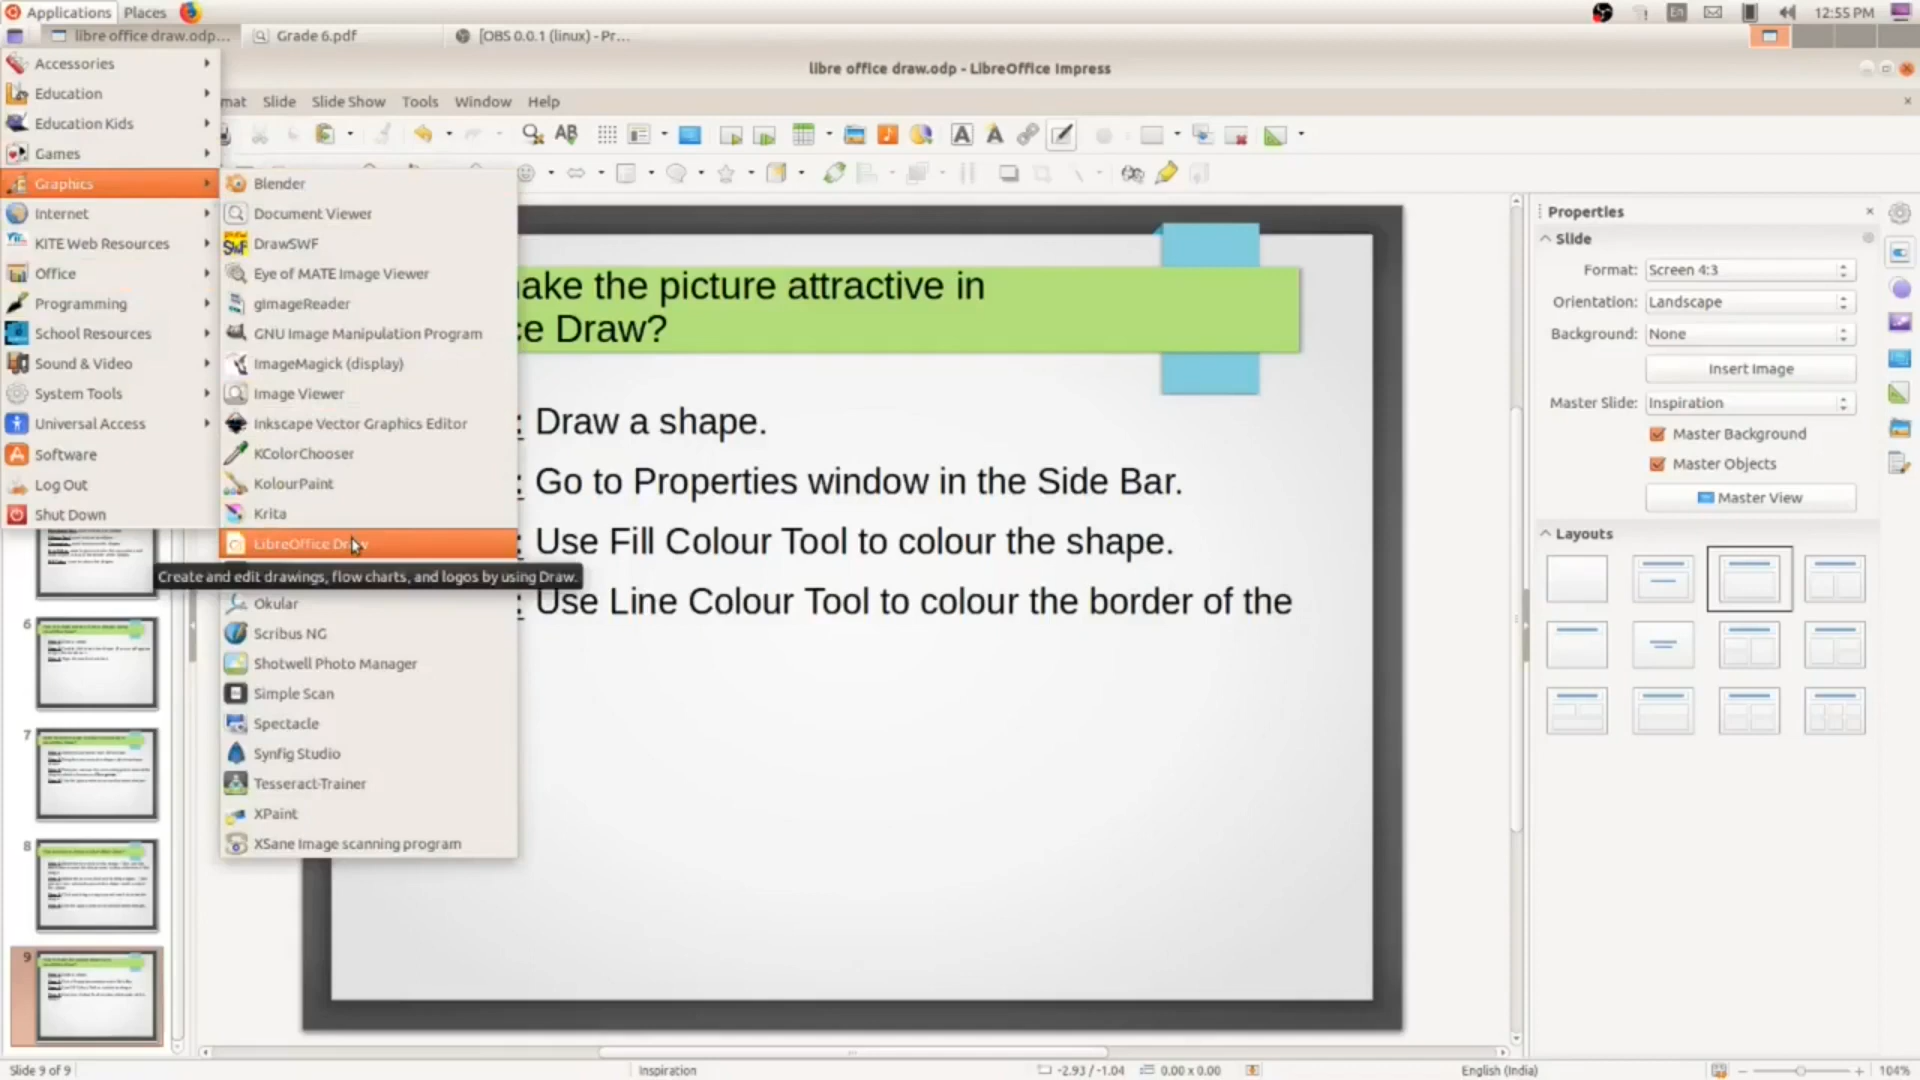 Applications Places 12:55 PM
libre office draw.odp... Grade 6.pdf [OBS 0.0.1 (linux) - Pr...
libre office draw.odp - LibreOffice Impress
mat Slide Slide Show Tools Window Help
Accessories
Education
Education Kids
Games
Graphics
Internet
KITE Web Resources
Office
Programming
School Resources
Sound & Video
System Tools
Universal Access
Software
Log Out
Shut Down
Blender
Document Viewer
DrawSWF
Eye of MATE Image Viewer
gImageReader
GNU Image Manipulation Program
ImageMagick (display)
Image Viewer
Inkscape Vector Graphics Editor
KColorChooser
KolourPaint
Krita
LibreOffice Draw
Create and edit drawings, flow charts, and logos by using Draw.
Okular
Scribus NG
Shotwell Photo Manager
Simple Scan
Spectacle
Synfig Studio
Tesseract-Trainer
XPaint
XSane Image scanning program
ake the picture attractive in
ce Draw?
: Draw a shape.
: Go to Properties window in the Side Bar.
: Use Fill Colour Tool to colour the shape.
: Use Line Colour Tool to colour the border of the
Properties
Slide
Format: Screen 4:3
Orientation: Landscape
Background: None
Insert Image
Master Slide: Inspiration
Master Background
Master Objects
Master View
Layouts
6
7
8
9
Slide 9 of 9 Inspiration -2.93 / -1.04 0.00 x 0.00 English (India) 104%